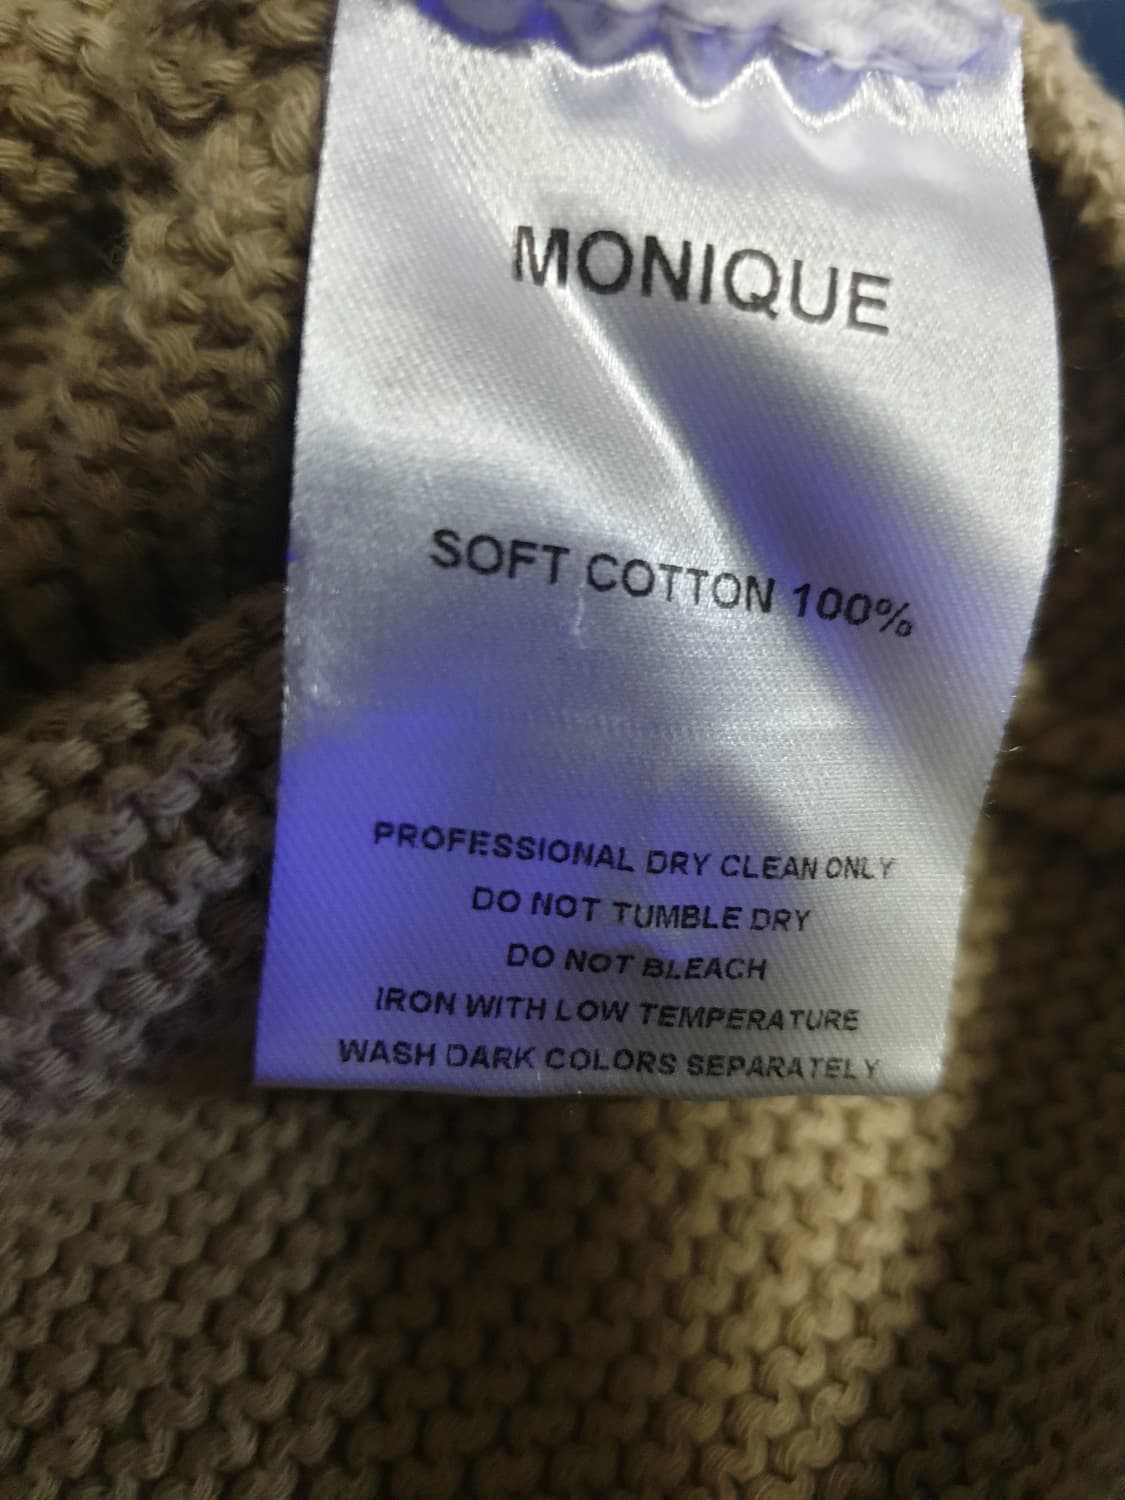 MONIQUE
SOFT COTTON 100%
PROFESSIONAL DRY CLEAN ONLY
DO NOT TUMBLE DRY
DO NOT BLEACH
IRON WITH LOW TEMPERATURE
WASH DARK COLORS SEPARATELY